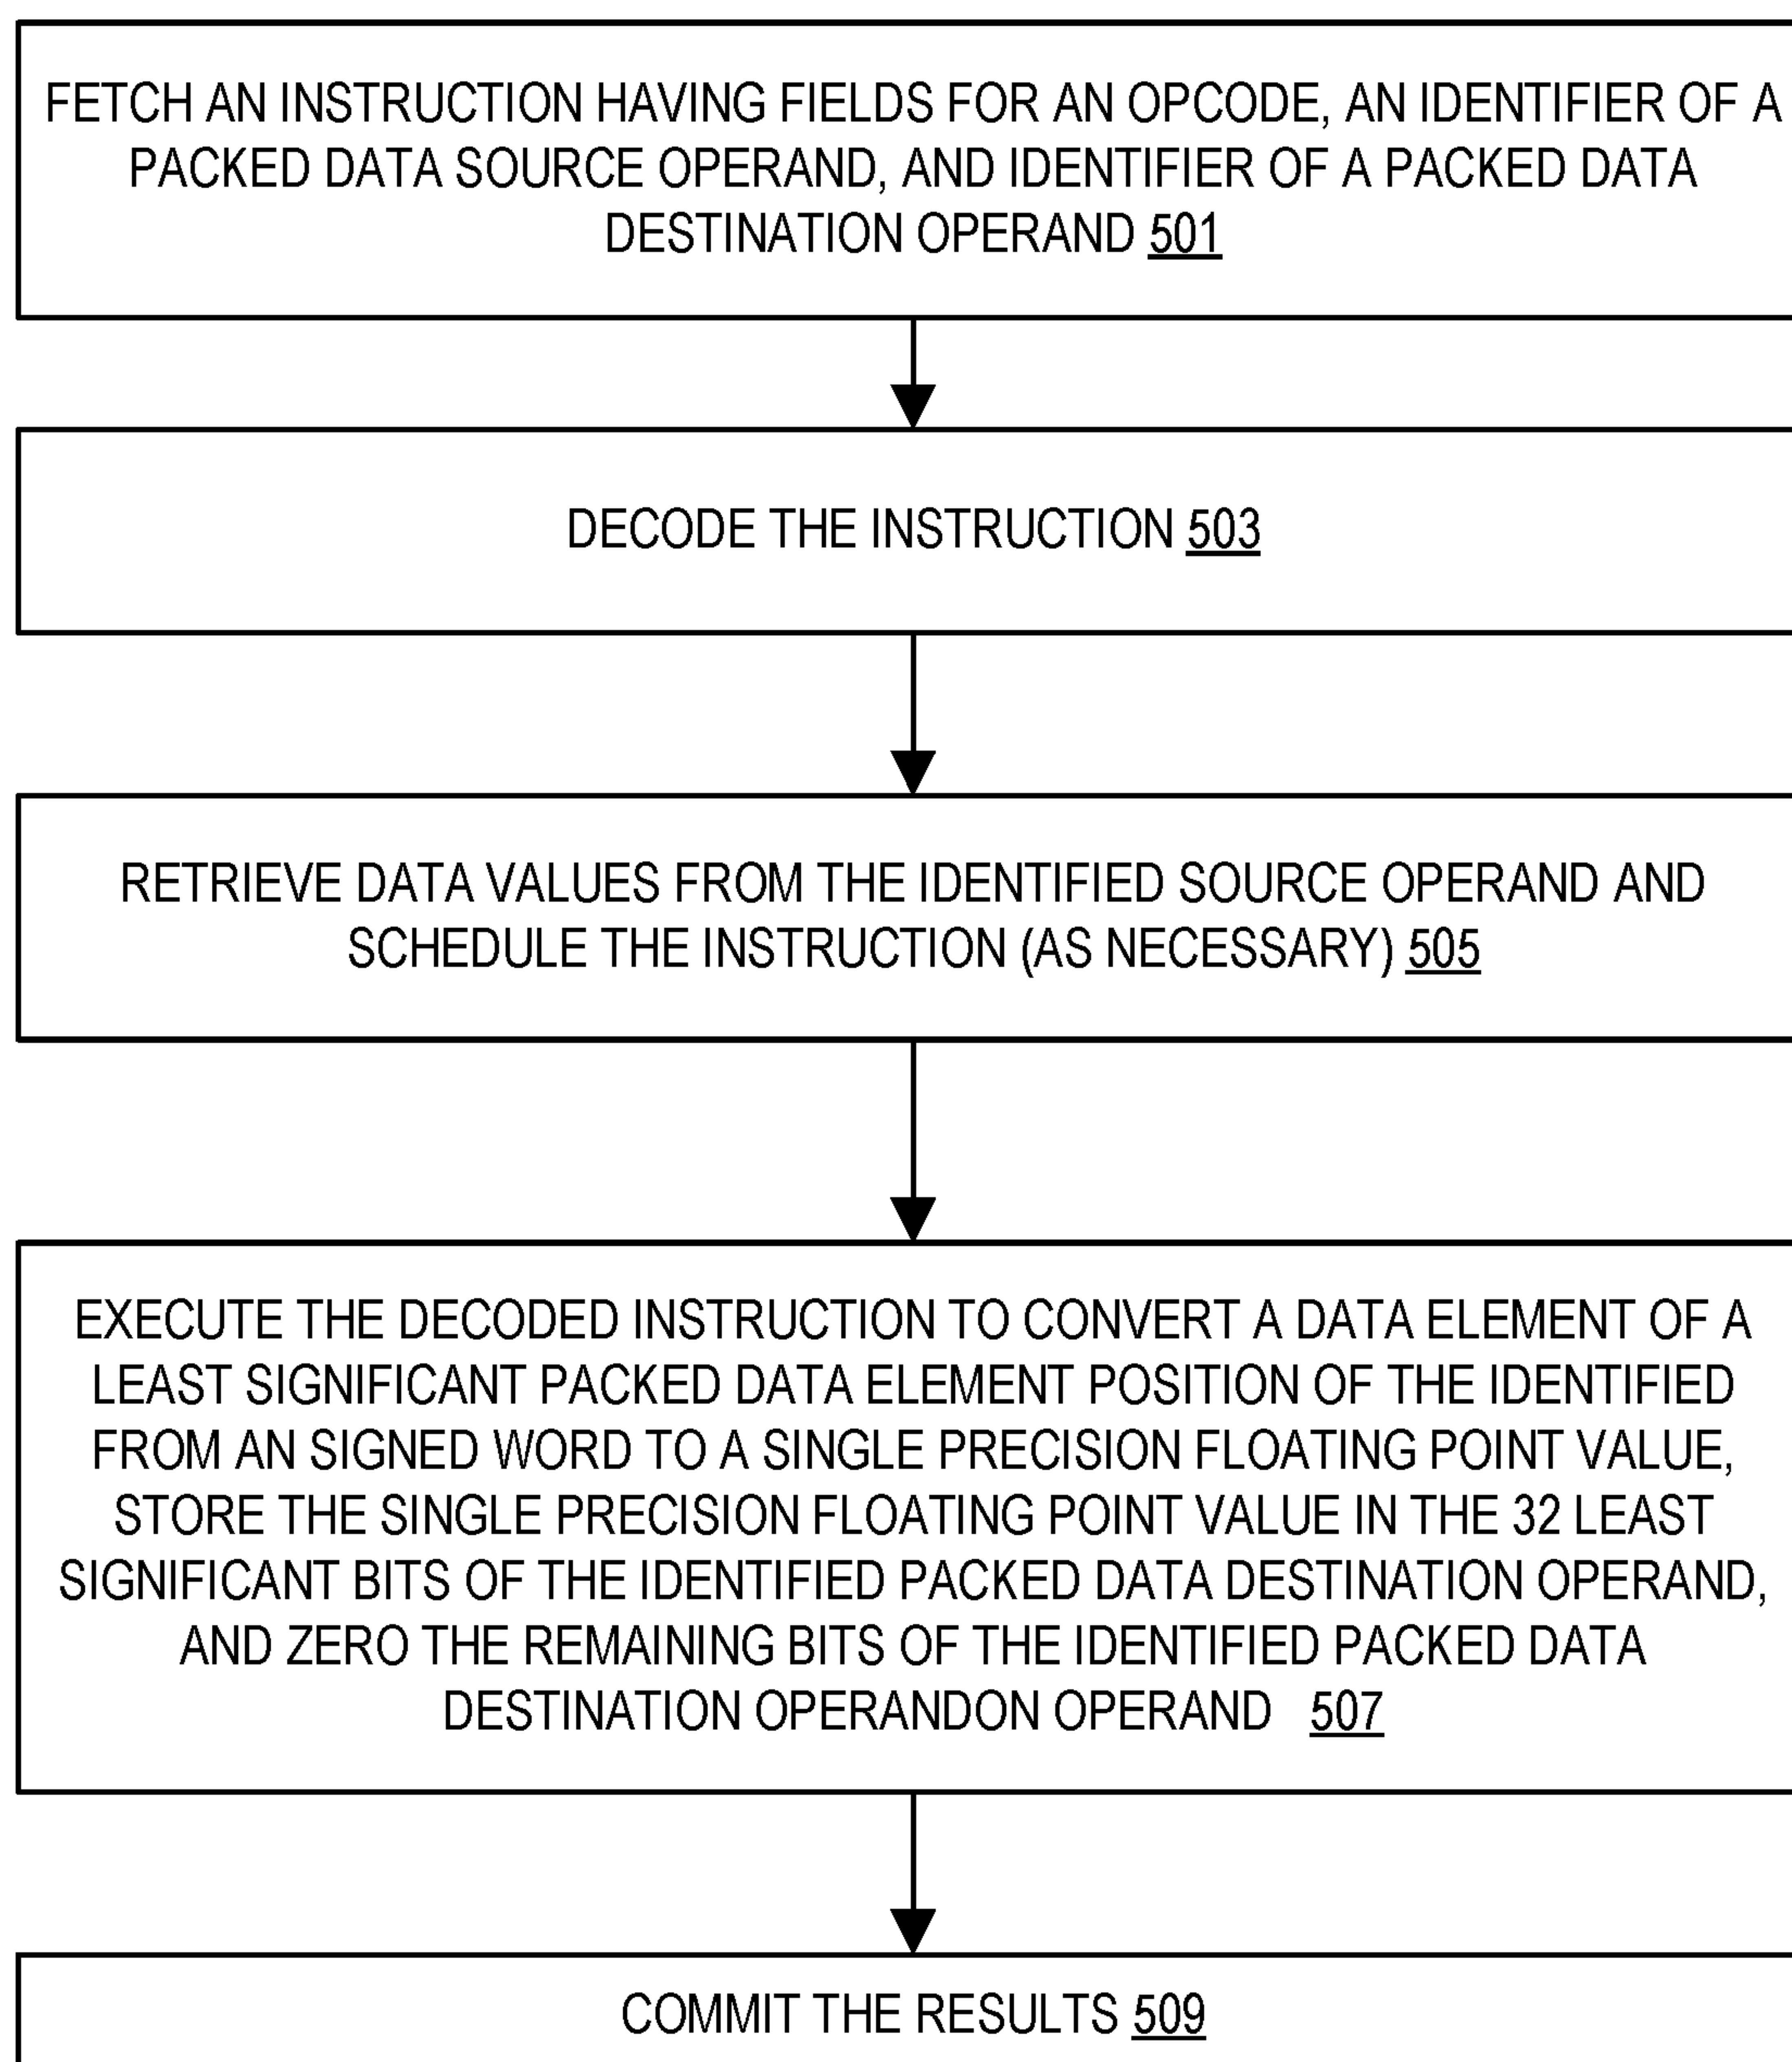 FETCH AN INSTRUCTION HAVING FIELDS FOR AN OPCODE, AN IDENTIFIER OF A
PACKED DATA SOURCE OPERAND, AND IDENTIFIER OF A PACKED DATA
DESTINATION OPERAND 501
DECODE THE INSTRUCTION 503
RETRIEVE DATA VALUES FROM THE IDENTIFIED SOURCE OPERAND AND
SCHEDULE THE INSTRUCTION (AS NECESSARY) 505
EXECUTE THE DECODED INSTRUCTION TO CONVERT A DATA ELEMENT OF A
LEAST SIGNIFICANT PACKED DATA ELEMENT POSITION OF THE IDENTIFIED
FROM AN SIGNED WORD TO A SINGLE PRECISION FLOATING POINT VALUE,
STORE THE SINGLE PRECISION FLOATING POINT VALUE IN THE 32 LEAST
SIGNIFICANT BITS OF THE IDENTIFIED PACKED DATA DESTINATION OPERAND,
AND ZERO THE REMAINING BITS OF THE IDENTIFIED PACKED DATA
DESTINATION OPERANDON OPERAND 507
COMMIT THE RESULTS 509